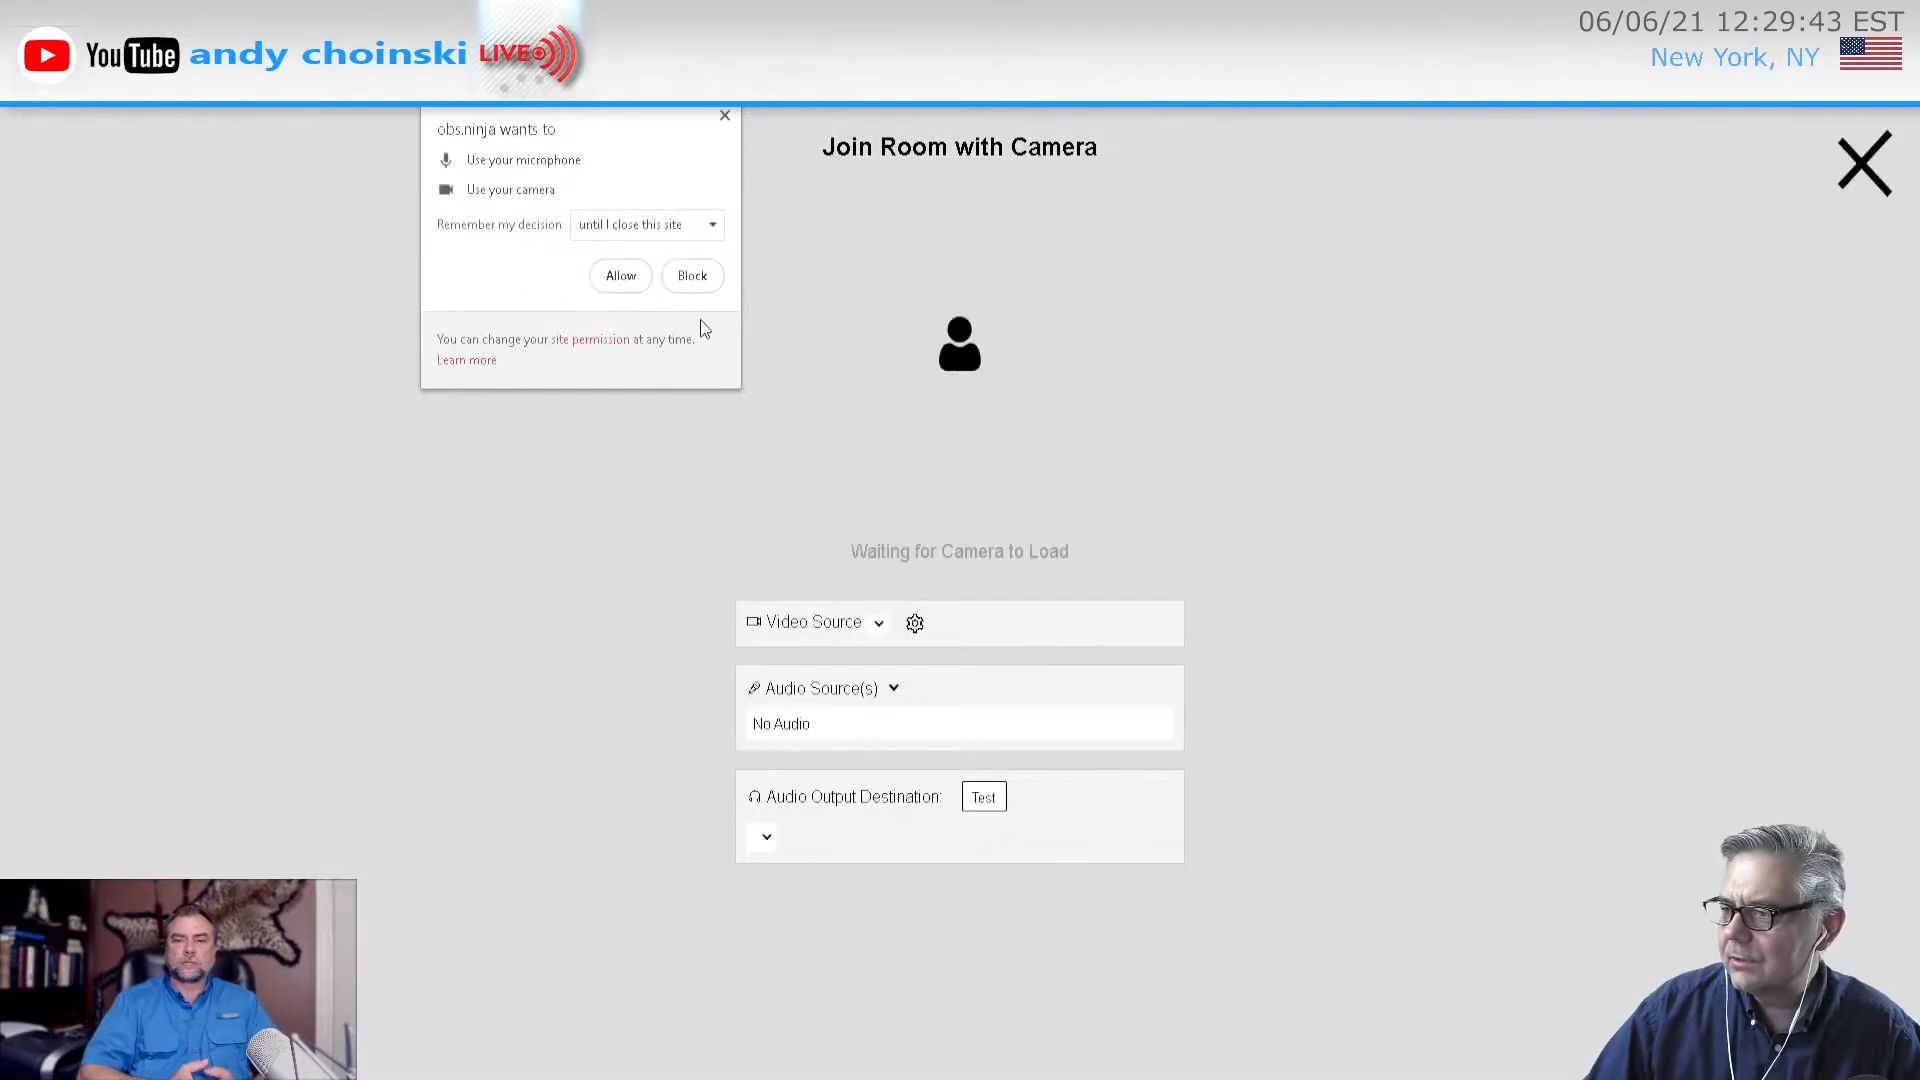 YouTube andy choinski LIVE
06/06/21 12:29:43 EST
New York, NY
obs.ninja wants to
Use your microphone
Use your camera
Remember my decision until I close this site
Allow Block
You can change your site permission at any time.
Learn more
Join Room with Camera
Waiting for Camera to Load
Video Source
Audio Source(s)
No Audio
Audio Output Destination: Test